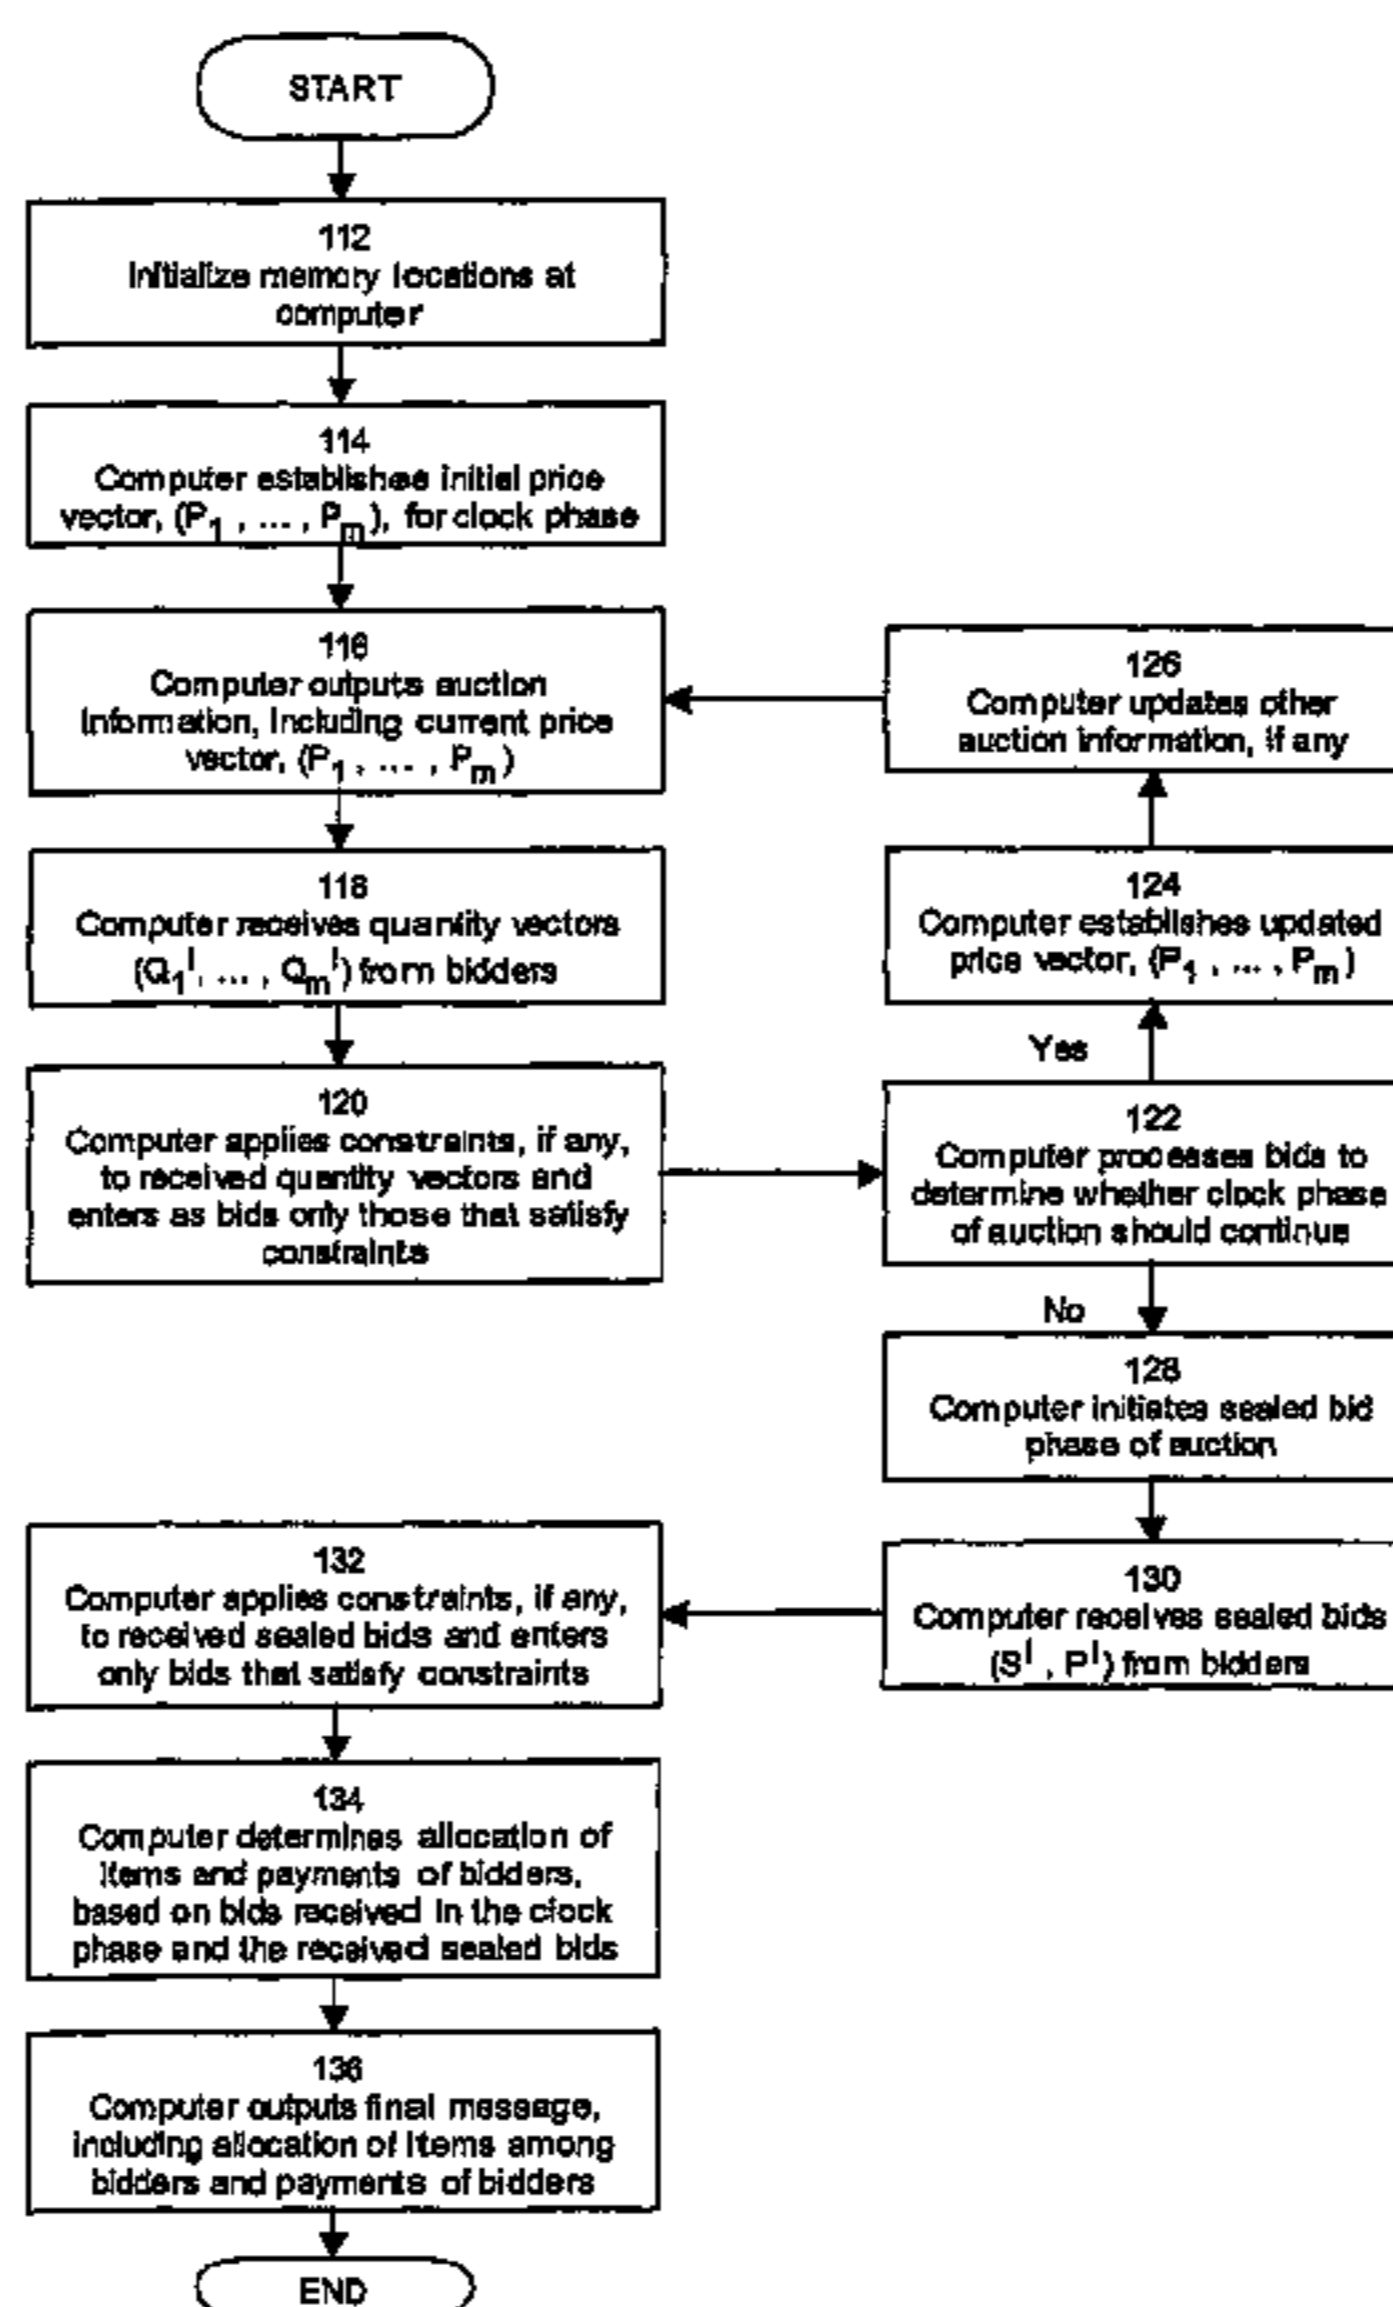 START
112
Initialize memory locations at
computer
114
Computer establishes initial price
vector, (P1 , ... , Pm), for clock phase
116
Computer outputs auction
information, including current price
vector, (P1 , ... , Pm)
118
Computer receives quantity vectors
(Q1^i, ... , Qm^i) from bidders
120
Computer applies constraints, if any,
to received quantity vectors and
enters as bids only those that satisfy
constraints
126
Computer updates other
auction information, if any
124
Computer establishes updated
price vector, (P1 , ... , Pm)
Yes
122
Computer processes bids to
determine whether clock phase
of auction should continue
No
128
Computer initiates sealed bid
phase of auction
130
Computer receives sealed bids
(S^i , P^i) from bidders
132
Computer applies constraints, if any,
to received sealed bids and enters
only bids that satisfy constraints
134
Computer determines allocation of
items and payments of bidders,
based on bids received in the clock
phase and the received sealed bids
136
Computer outputs final message,
including allocation of items among
bidders and payments of bidders
END